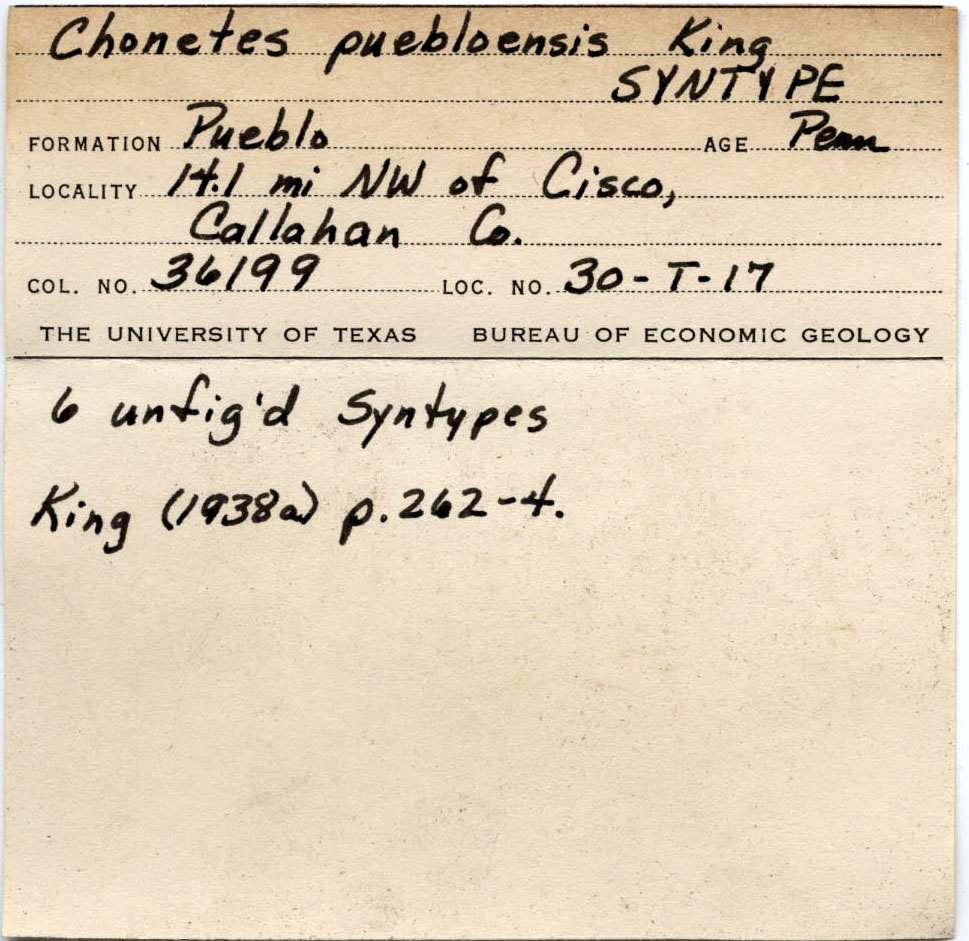 Chonetes puebloensis King
SYNTYPE
FORMATION Pueblo AGE Penn
LOCALITY 14.1 mi NW of Cisco,
Callahan Co.
COL. NO. 36199 LOC. NO. 30-T-17
THE UNIVERSITY OF TEXAS BUREAU OF ECONOMIC GEOLOGY
6 unfig'd Syntypes
King (1938a) p.262-4.